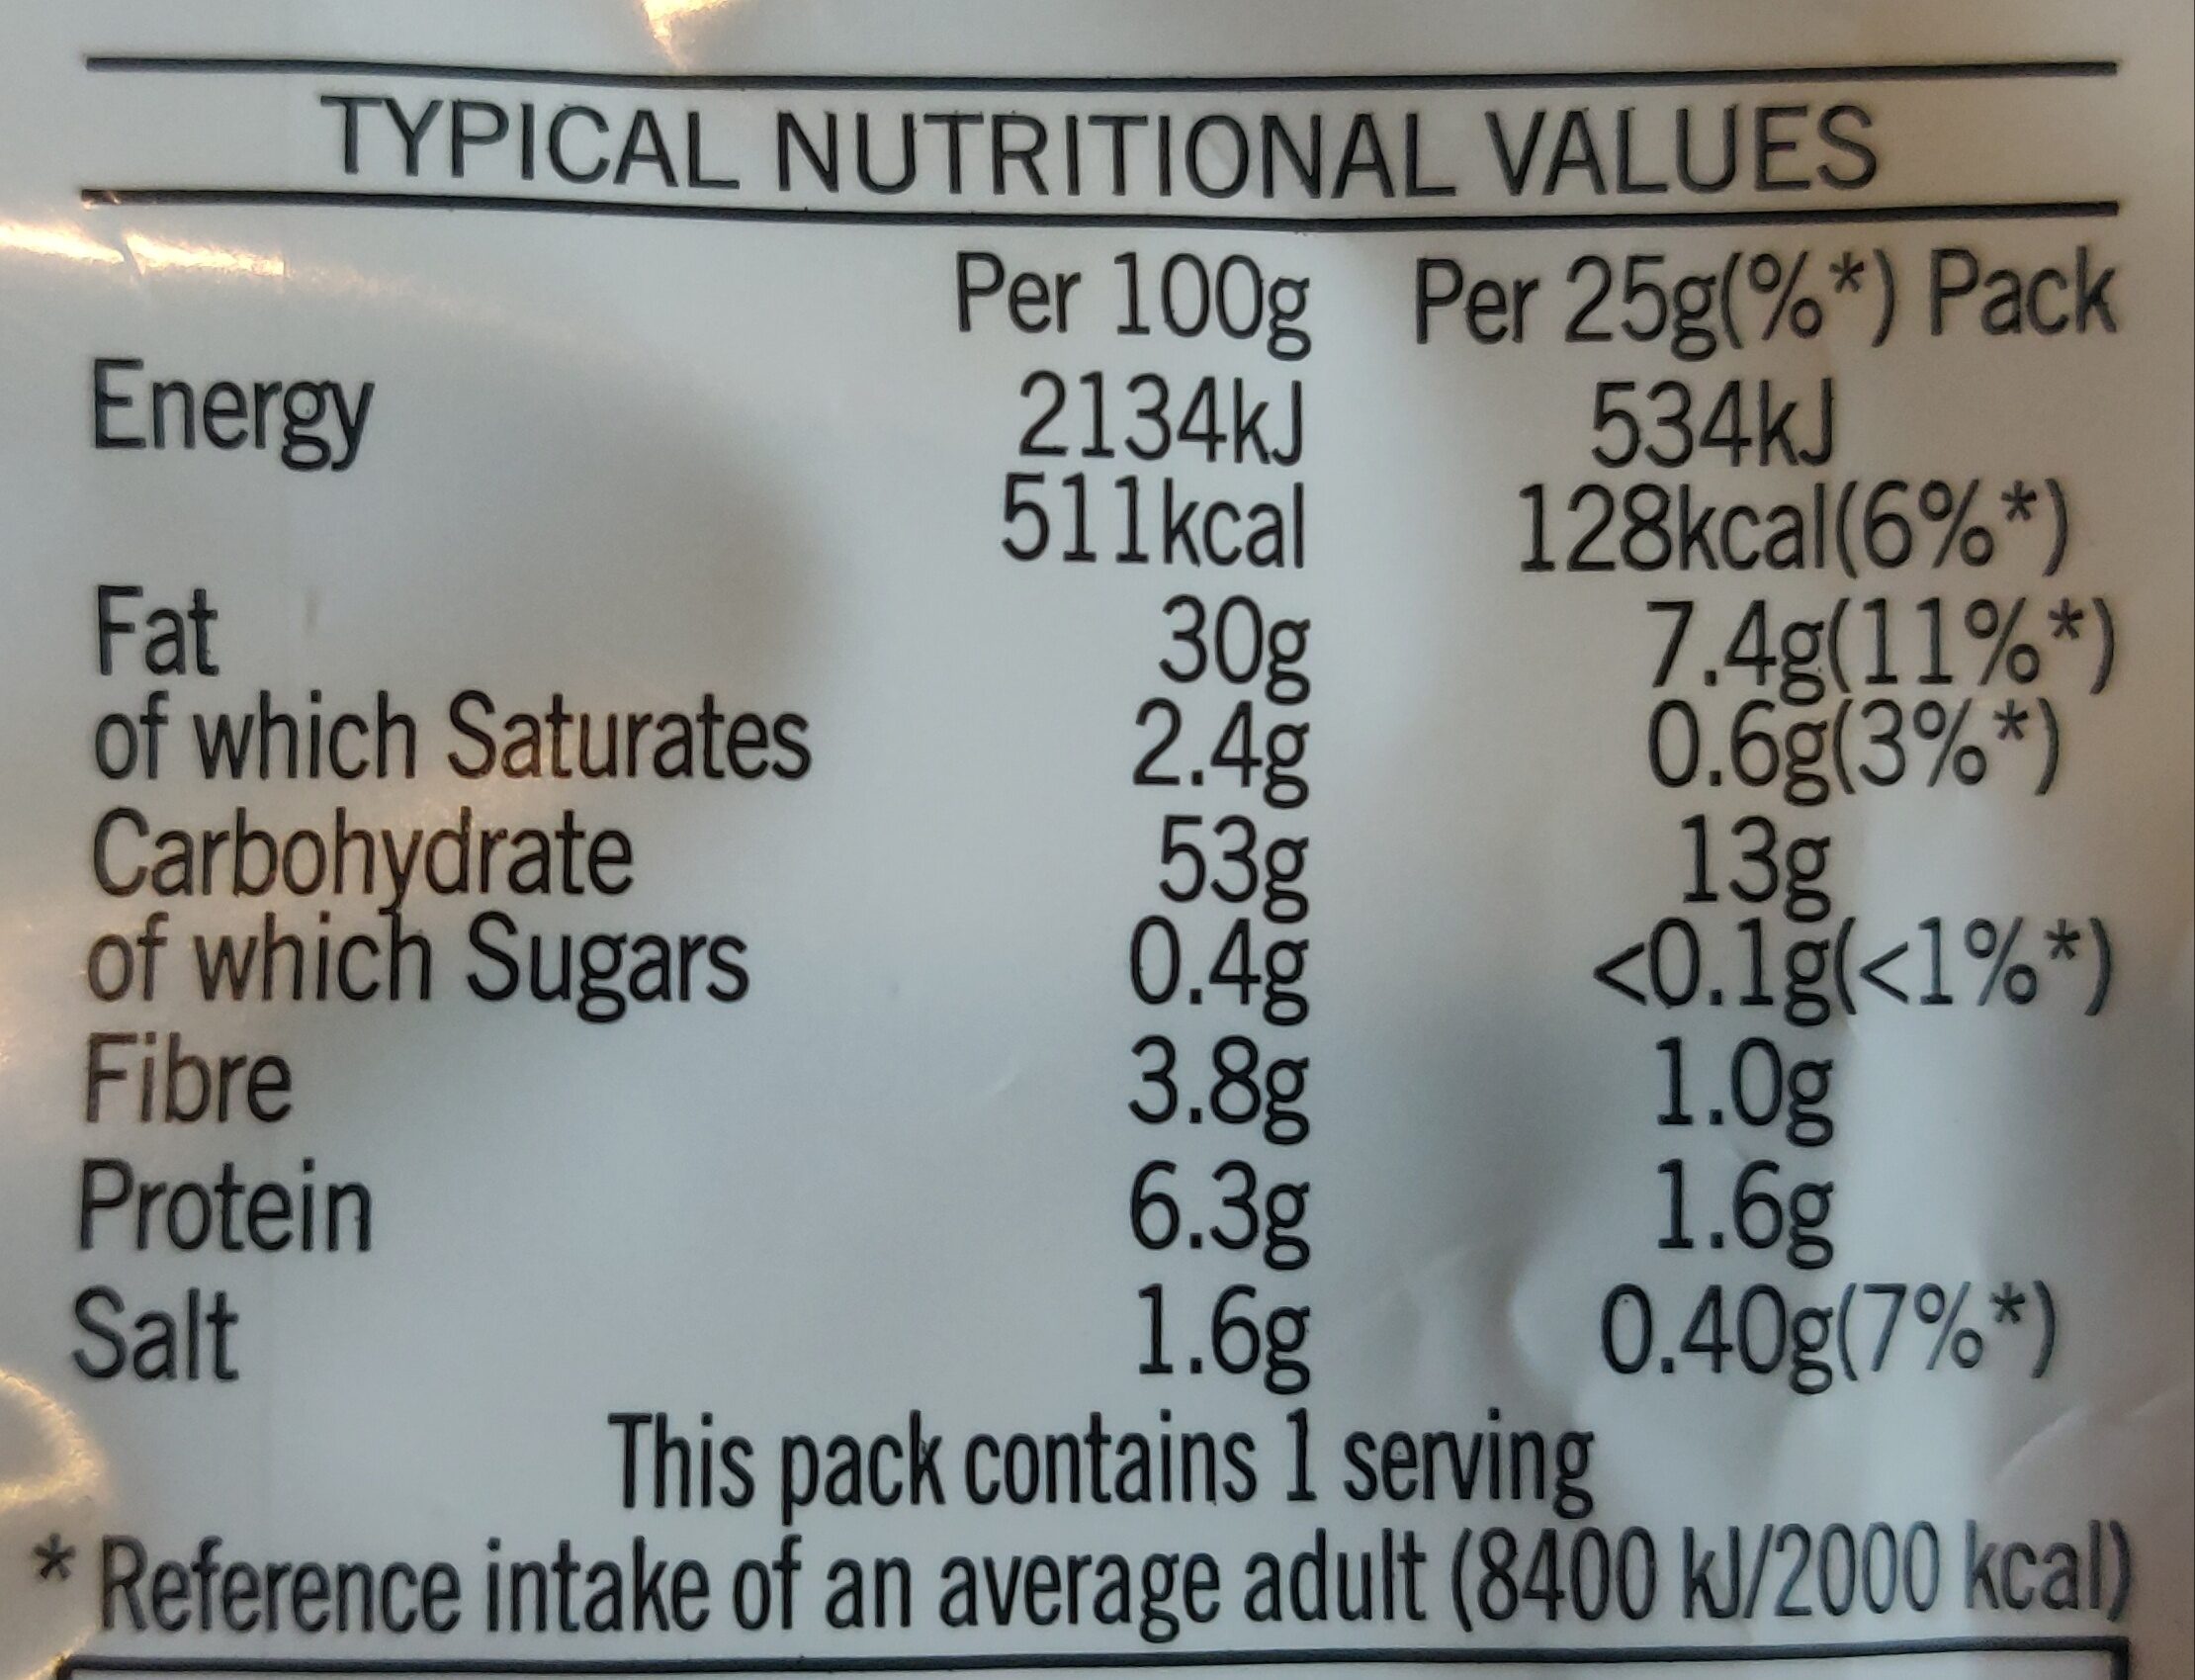 TYPICAL NUTRITIONAL VALUES
Per 100g Per 25g(%*) Pack
Energy 2134kJ 534kJ
511kcal 128kcal(6%*)
Fat 30g 7.4g(11%*)
of which Saturates 2.4g 0.6g(3%*)
Carbohydrate 53g 13g
of which Sugars 0.4g <0.1g(<1%*)
Fibre 3.8g 1.0g
Protein 6.3g 1.6g
Salt 1.6g 0.40g(7%*)
This pack contains 1 serving
* Reference intake of an average adult (8400 kJ/2000 kcal)